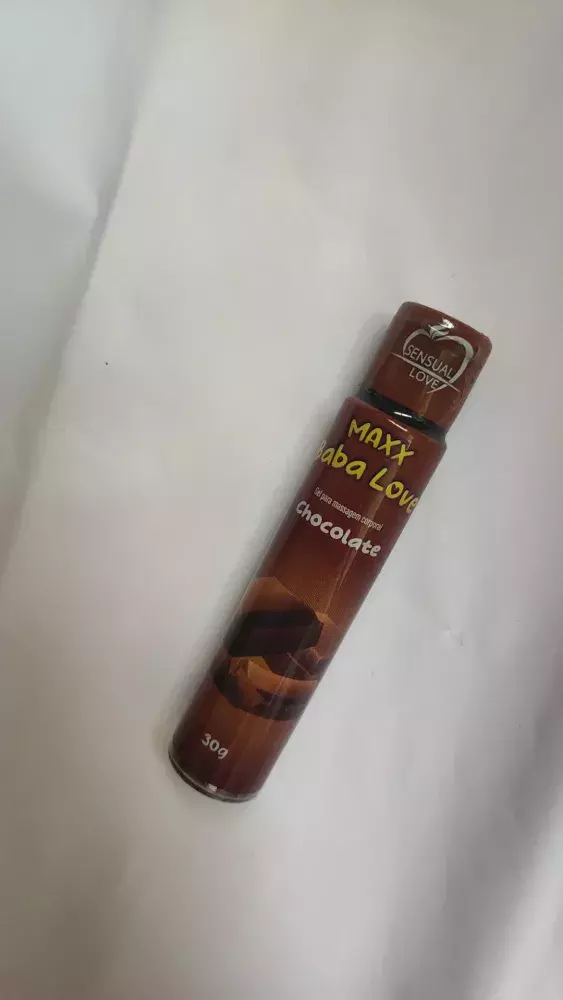 SENSUAL
LOVE
MAXX
Baba Love
Gel para massagem corporal
Chocolate
30g